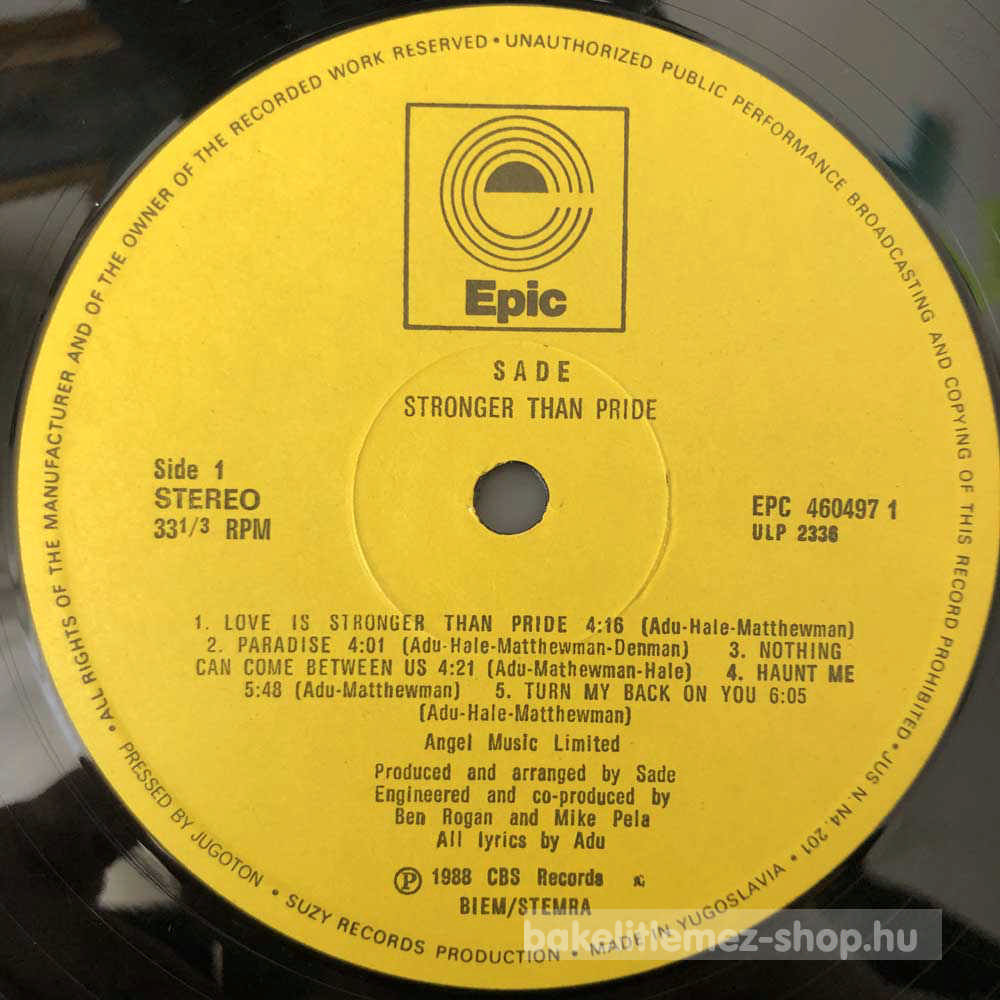 ALL RIGHTS OF THE MANUFACTURER AND OF THE OWNER OF THE RECORDED WORK RESERVED • UNAUTHORIZED PUBLIC PERFORMANCE BROADCASTING AND COPYING OF THIS RECORD PROHIBITED • JUS N. N4. 201 • MADE IN YUGOSLAVIA • SUZY RECORDS PRODUCTION • PRESSED BY JUGOTON •
Epic
SADE
STRONGER THAN PRIDE
Side 1
STEREO
33 1/3 RPM
EPC 460497 1
ULP 2336
1. LOVE IS STRONGER THAN PRIDE 4:16 (Adu-Hale-Matthewman)
2. PARADISE 4:01 (Adu-Hale-Matthewman-Denman) 3. NOTHING
CAN COME BETWEEN US 4:21 (Adu-Mathewman-Hale) 4. HAUNT ME
5:48 (Adu-Matthewman) 5. TURN MY BACK ON YOU 6:05
(Adu-Hale-Matthewman)
Angel Music Limited
Produced and arranged by Sade
Engineered and co-produced by
Ben Rogan and Mike Pela
All lyrics by Adu
Ⓟ 1988 CBS Records
BIEM/STEMRA
bakelitlemez-shop.hu